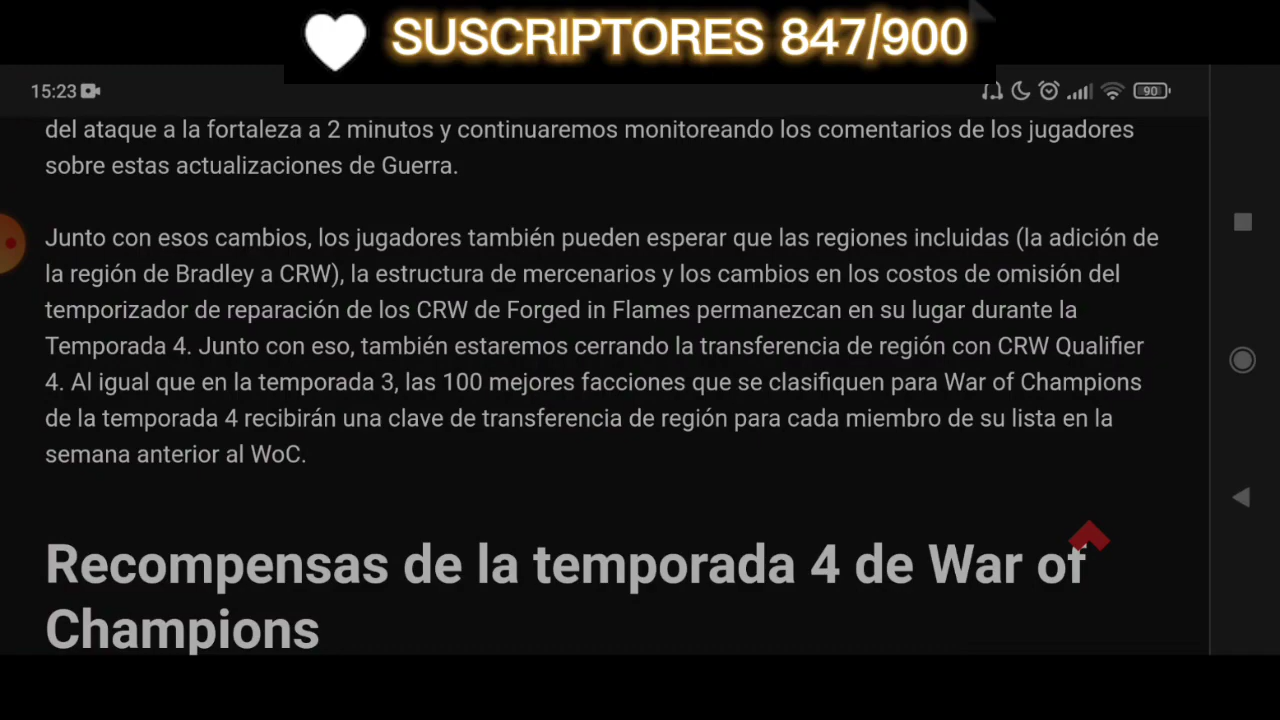 SUSCRIPTORES 847/900
15:23
90
del ataque a la fortaleza a 2 minutos y continuaremos monitoreando los comentarios de los jugadores
sobre estas actualizaciones de Guerra.
Junto con esos cambios, los jugadores también pueden esperar que las regiones incluidas (la adición de
la región de Bradley a CRW), la estructura de mercenarios y los cambios en los costos de omisión del
temporizador de reparación de los CRW de Forged in Flames permanezcan en su lugar durante la
Temporada 4. Junto con eso, también estaremos cerrando la transferencia de región con CRW Qualifier
4. Al igual que en la temporada 3, las 100 mejores facciones que se clasifiquen para War of Champions
de la temporada 4 recibirán una clave de transferencia de región para cada miembro de su lista en la
semana anterior al WoC.
Recompensas de la temporada 4 de War of
Champions